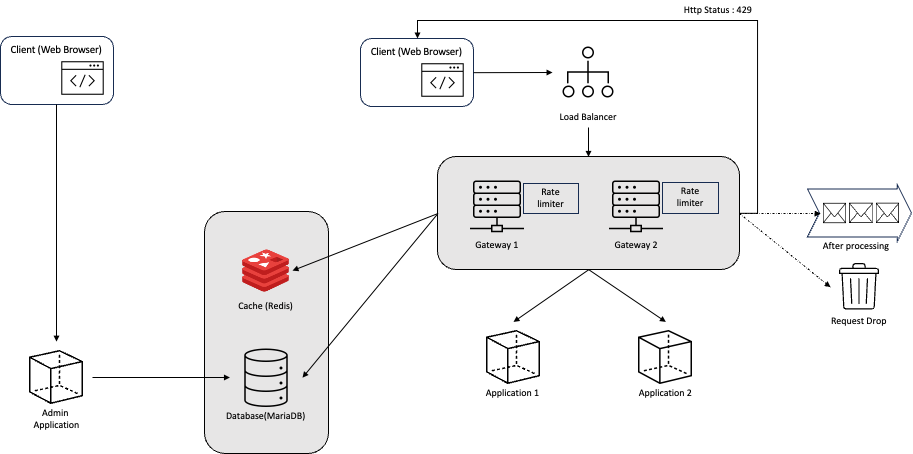 Http Status : 429
Client (Web Browser)
</>
Client (Web Browser)
</>
Load Balancer
Rate
limiter
Rate
limiter
Gateway 1
Gateway 2
After processing
Cache (Redis)
Request Drop
Application 1
Application 2
Admin
Application
Database(MariaDB)